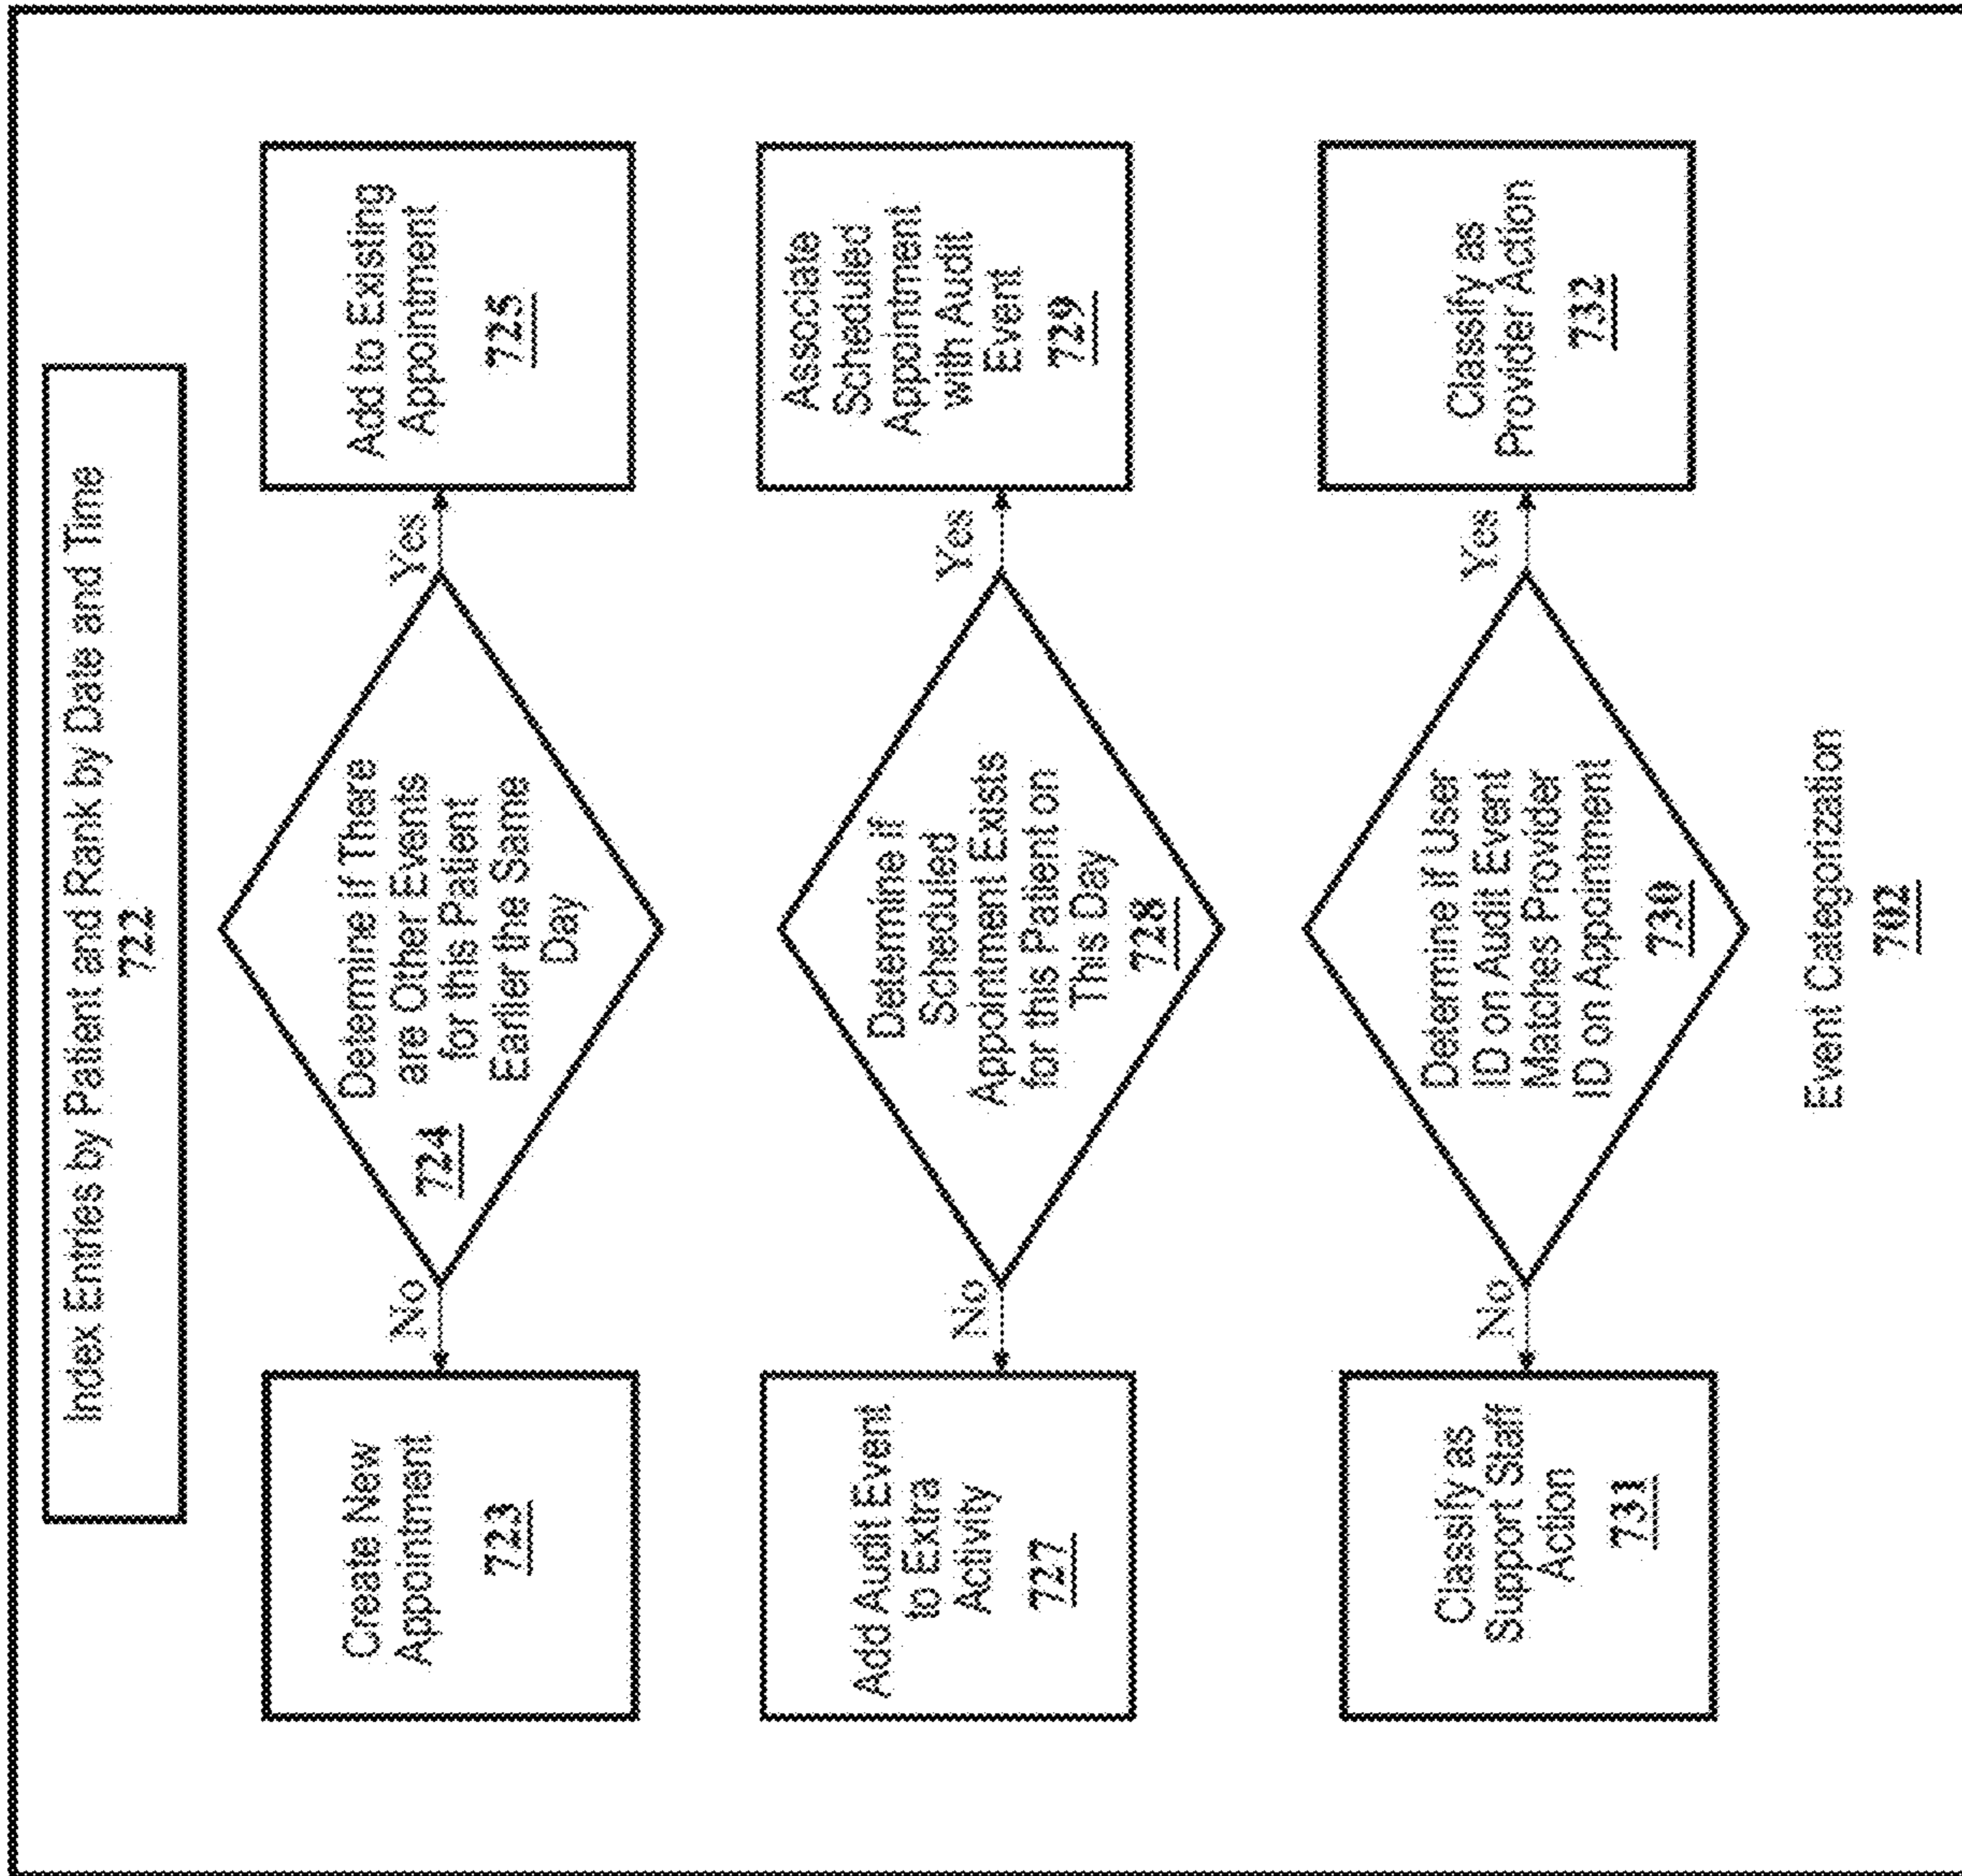 Index Entries by Patient and Rank by Date and Time
722
Create New
Appointment
723
No
Determine If There
are Other Events
for this Patient
Earlier the Same
Day
724
Yes
Add to Existing
Appointment
725
Add Audit Event
to Extra
Activity
727
No
Determine if
Scheduled
Appointment Exists
for this Patient on
This Day
728
Yes
Associate
Scheduled
Appointment
with Audit
Event
729
Classify as
Support Staff
Action
731
No
Determine If User
ID on Audit Event
Matches Provider
ID on Appointment
730
Yes
Classify as
Provider Action
732
Event Categorization
702